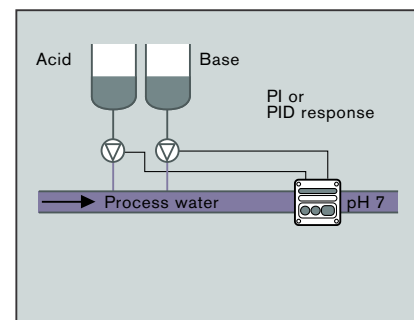 Acid
Base
PI or
PID response
Process water
pH 7